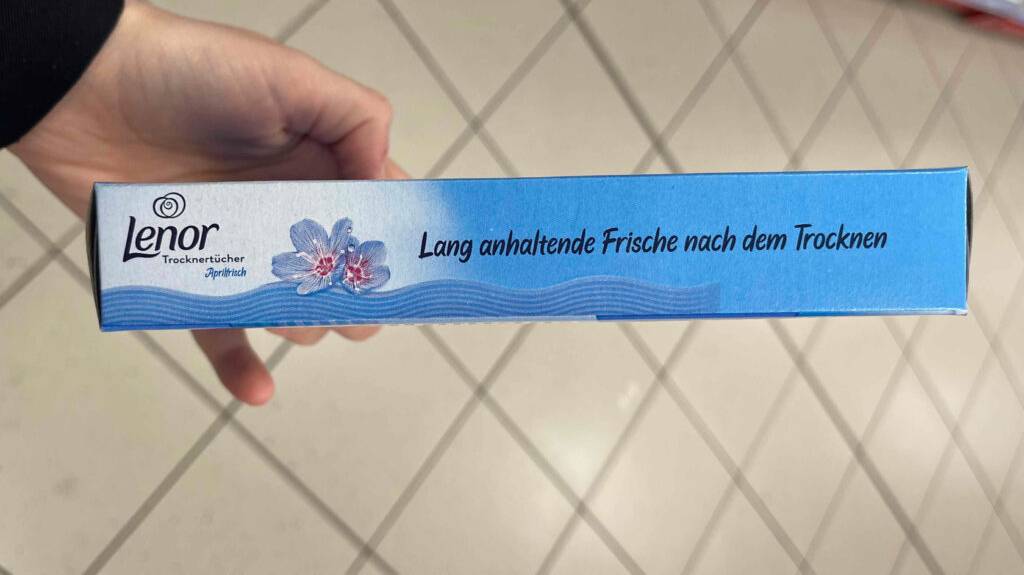 Lenor
Trocknertücher
Aprilfrisch
Lang anhaltende Frische nach dem Trocknen